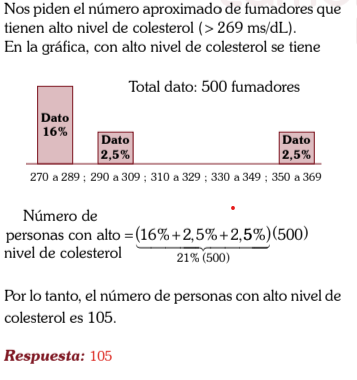 Nos piden el número aproximado de fumadores que
tienen alto nivel de colesterol (> 269 ms/dL).
En la gráfica, con alto nivel de colesterol se tiene
Total dato: 500 fumadores
Dato
16%
Dato
2,5%
Dato
2,5%
270 a 289 ; 290 a 309 ; 310 a 329 ; 330 a 349 ; 350 a 369
Número de
personas con alto = (16% + 2,5% + 2,5%)(500)
nivel de colesterol
21% (500)
Por lo tanto, el número de personas con alto nivel de
colesterol es 105.
Respuesta: 105